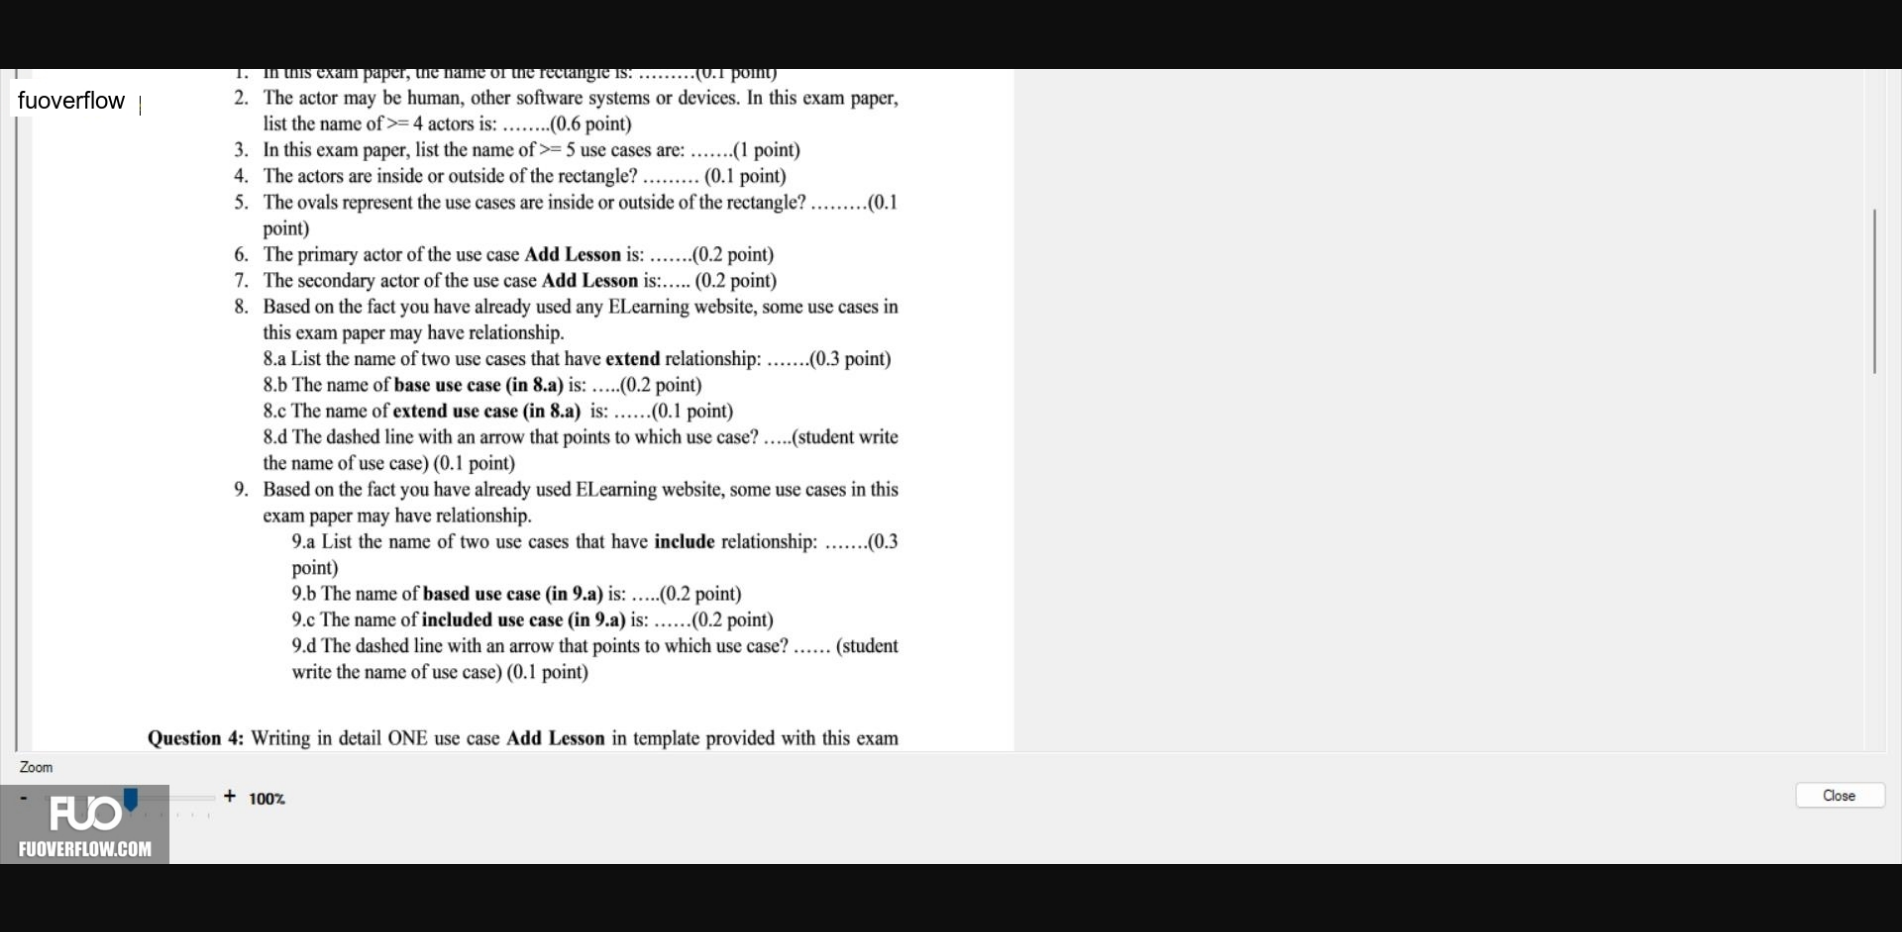 1. In this exam paper, the name of the rectangle is: .........(0.1 point)
fuoverflow |
2. The actor may be human, other software systems or devices. In this exam paper,
list the name of >= 4 actors is: ........(0.6 point)
3. In this exam paper, list the name of >= 5 use cases are: .......(1 point)
4. The actors are inside or outside of the rectangle? ......... (0.1 point)
5. The ovals represent the use cases are inside or outside of the rectangle? .........(0.1
point)
6. The primary actor of the use case Add Lesson is: .......(0.2 point)
7. The secondary actor of the use case Add Lesson is:..... (0.2 point)
8. Based on the fact you have already used any ELearning website, some use cases in
this exam paper may have relationship.
8.a List the name of two use cases that have extend relationship: .......(0.3 point)
8.b The name of base use case (in 8.a) is: .....(0.2 point)
8.c The name of extend use case (in 8.a) is: ......(0.1 point)
8.d The dashed line with an arrow that points to which use case? .....(student write
the name of use case) (0.1 point)
9. Based on the fact you have already used ELearning website, some use cases in this
exam paper may have relationship.
9.a List the name of two use cases that have include relationship: .......(0.3
point)
9.b The name of based use case (in 9.a) is: .....(0.2 point)
9.c The name of included use case (in 9.a) is: ......(0.2 point)
9.d The dashed line with an arrow that points to which use case? ...... (student
write the name of use case) (0.1 point)
Question 4: Writing in detail ONE use case Add Lesson in template provided with this exam
Zoom
- + 100%
Close
FUO
FUOVERFLOW.COM